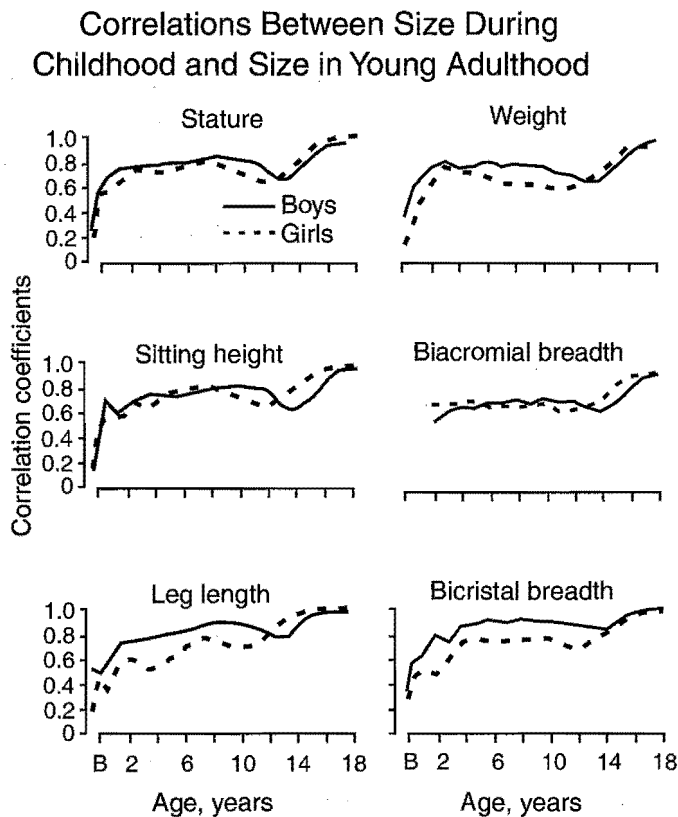 Correlations Between Size During
Childhood and Size in Young Adulthood
Stature
Weight
1.0
0.8
0.6
0.4
0.2
0
Boys
Girls
Correlation coefficients
Sitting height
Biacromial breadth
1.0
0.8
0.6
0.4
0.2
0
Leg length
Bicristal breadth
1.0
0.8
0.6
0.4
0.2
0
B 2 6 10 14 18
B 2 6 10 14 18
Age, years
Age, years